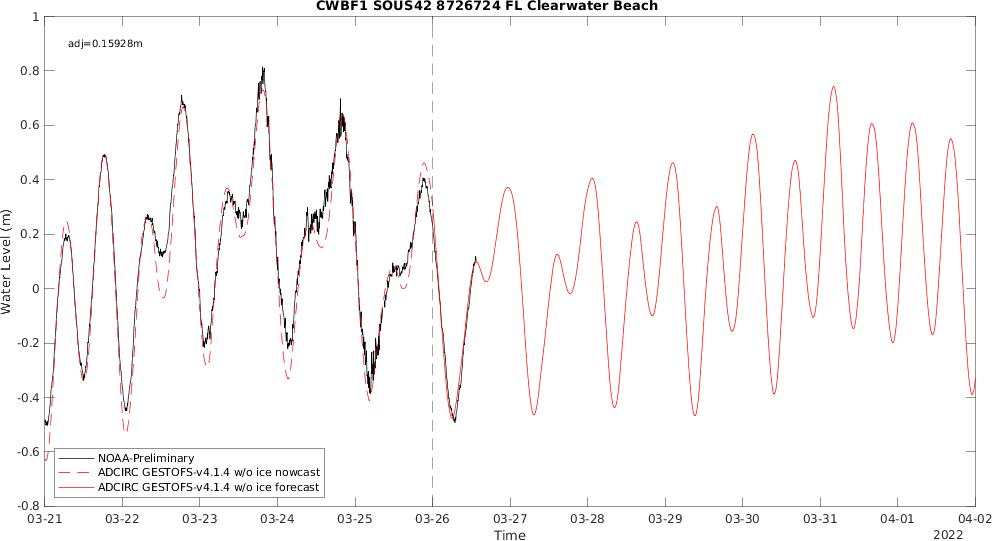 CWBF1 SOUS42 8726724 FL Clearwater Beach
adj=0.15928m
Water Level (m)
1
0.8
0.6
0.4
0.2
0
-0.2
-0.4
-0.6
-0.8
NOAA-Preliminary
ADCIRC GESTOFS-v4.1.4 w/o ice nowcast
ADCIRC GESTOFS-v4.1.4 w/o ice forecast
03-21 03-22 03-23 03-24 03-25 03-26 03-27 03-28 03-29 03-30 03-31 04-01 04-02
Time
2022